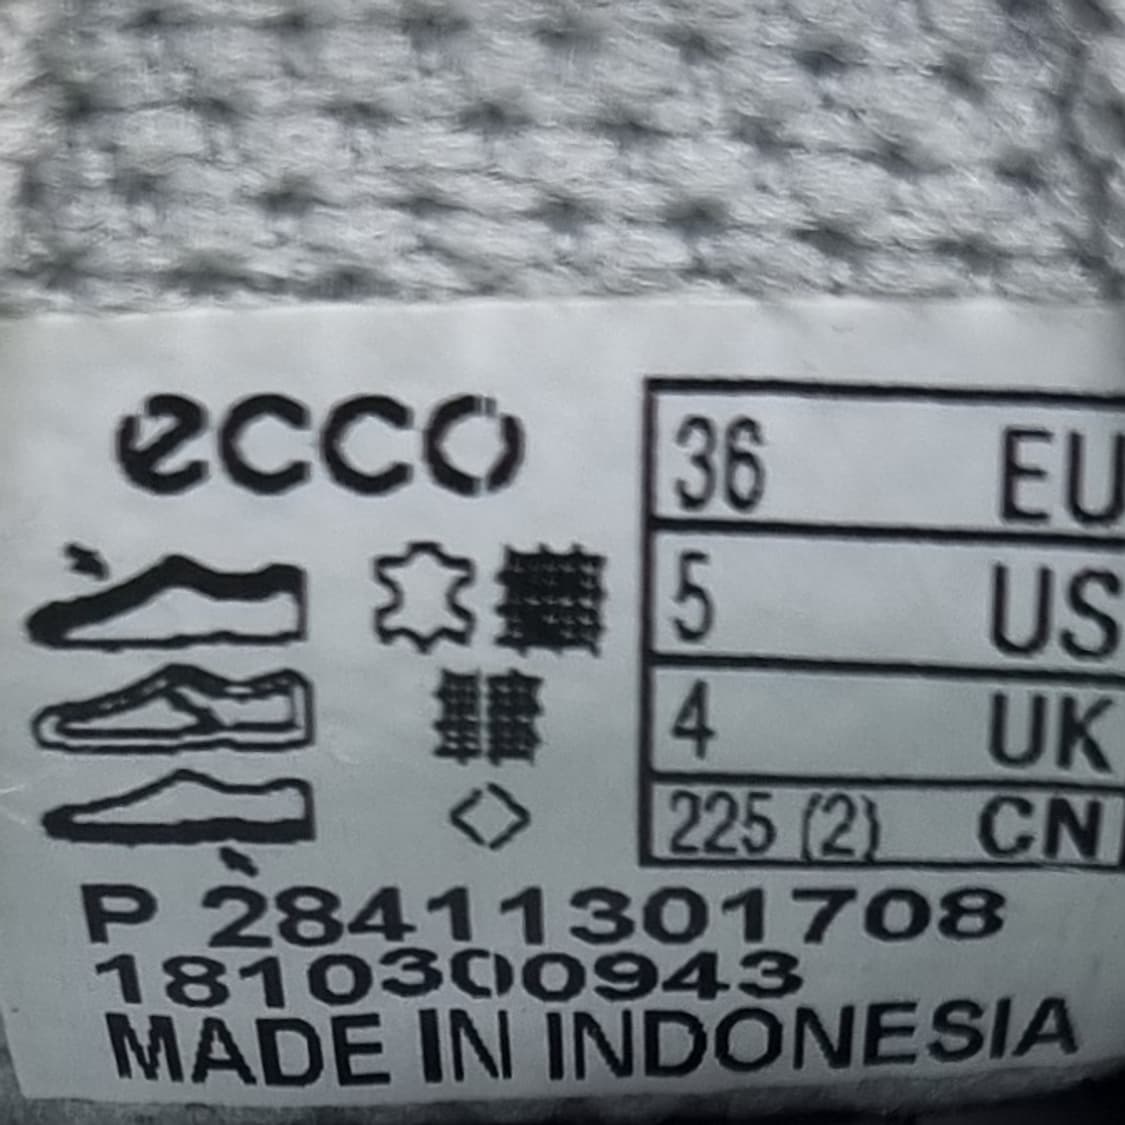 ecco
36 EU
5 US
4 UK
225 (2) CN
P 28411301708
1810300943
MADE IN INDONESIA